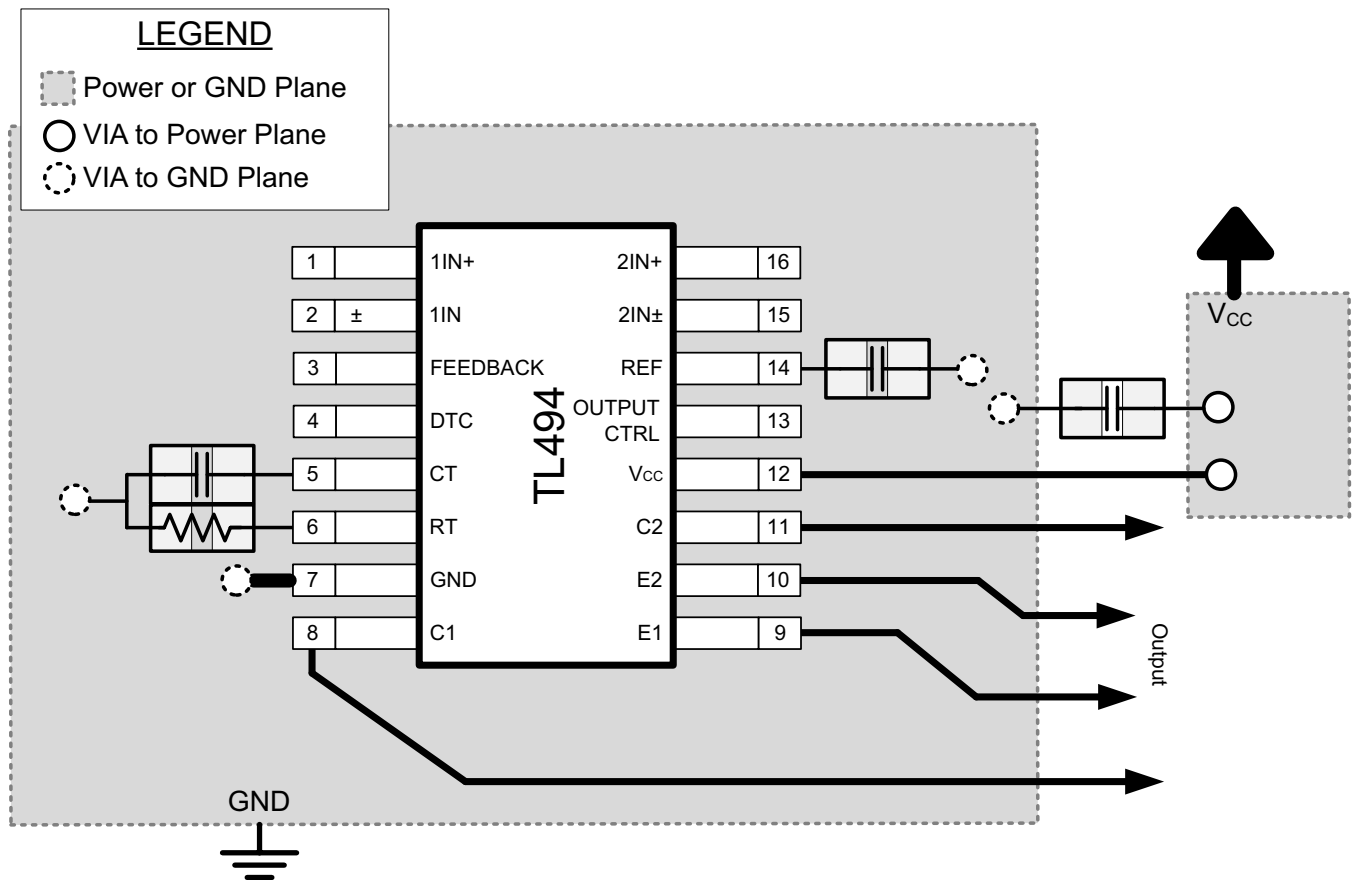 LEGEND
Power or GND Plane
VIA to Power Plane
VIA to GND Plane
1 1IN+ 2IN+ 16
2 ± 1IN 2IN± 15
3 FEEDBACK REF 14
4 DTC OUTPUT CTRL 13
5 CT VCC 12
6 RT C2 11
7 GND E2 10
8 C1 E1 9
TL494
VCC
Output
GND